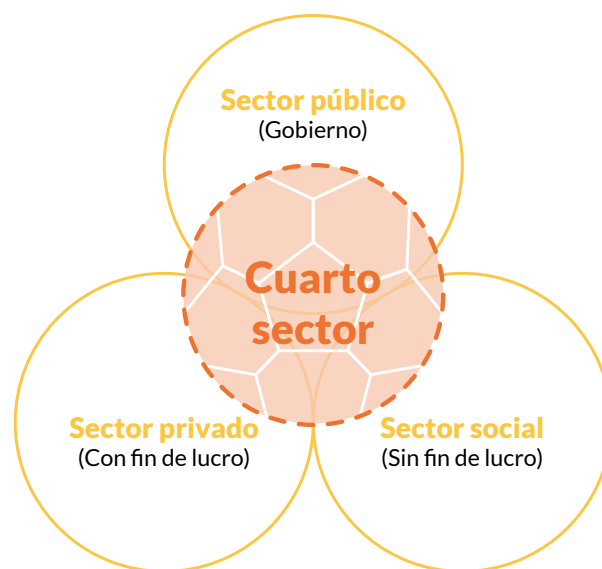 Sector público
(Gobierno)
Cuarto
sector
Sector privado
(Con fin de lucro)
Sector social
(Sin fin de lucro)